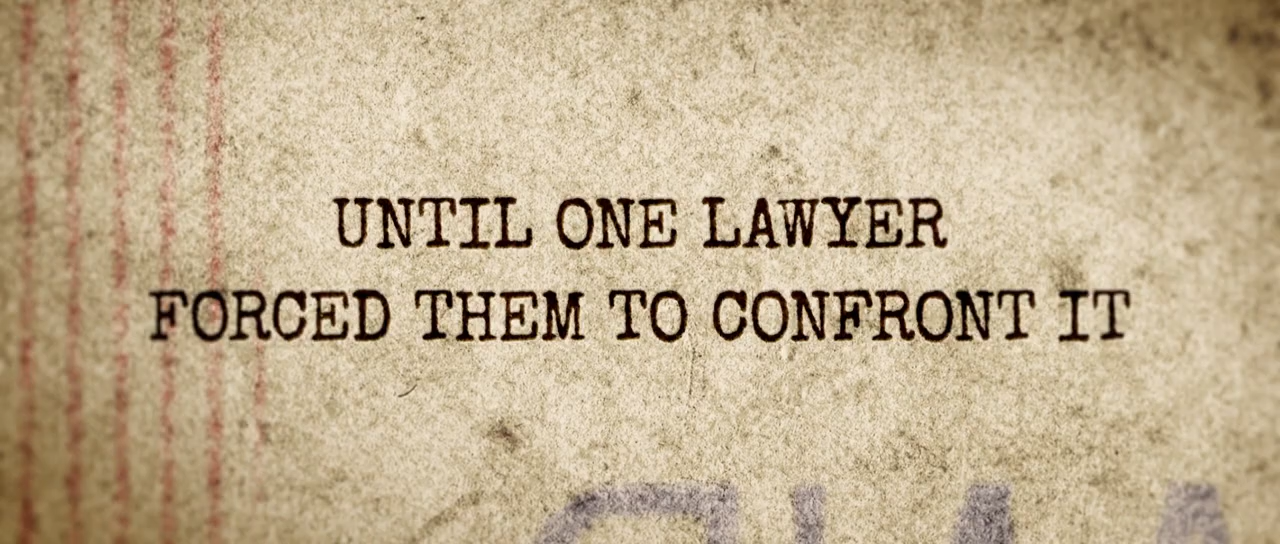 UNTIL ONE LAWYER
FORCED THEM TO CONFRONT IT